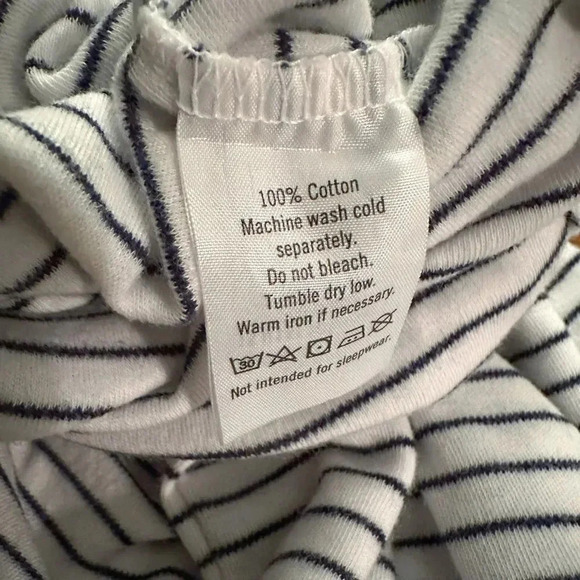 100% Cotton
Machine wash cold
separately.
Do not bleach.
Tumble dry low.
Warm iron if necessary.
30
Not intended for sleepwear.